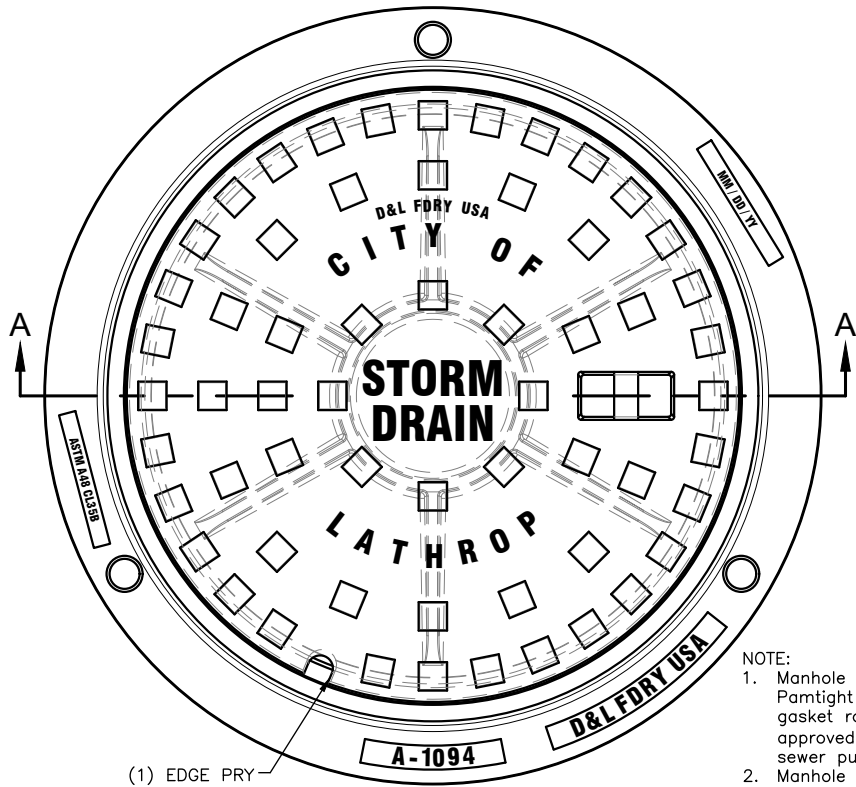 MM / DD / YY
D&L FDRY USA
CITY OF
A A
STORM
DRAIN
ASTM A48 CL35B
LATHROP
D&L FDRY USA
A-1094
(1) EDGE PRY
NOTE:
1. Manhole
Pamtight
gasket
approved
sewer
2. Manhole